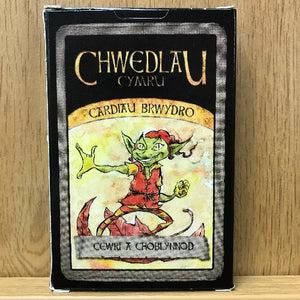 CHWEDLAU
CYMRU
CARDIAU BRWYDRO
CEWRI A CHOBLYNNOD